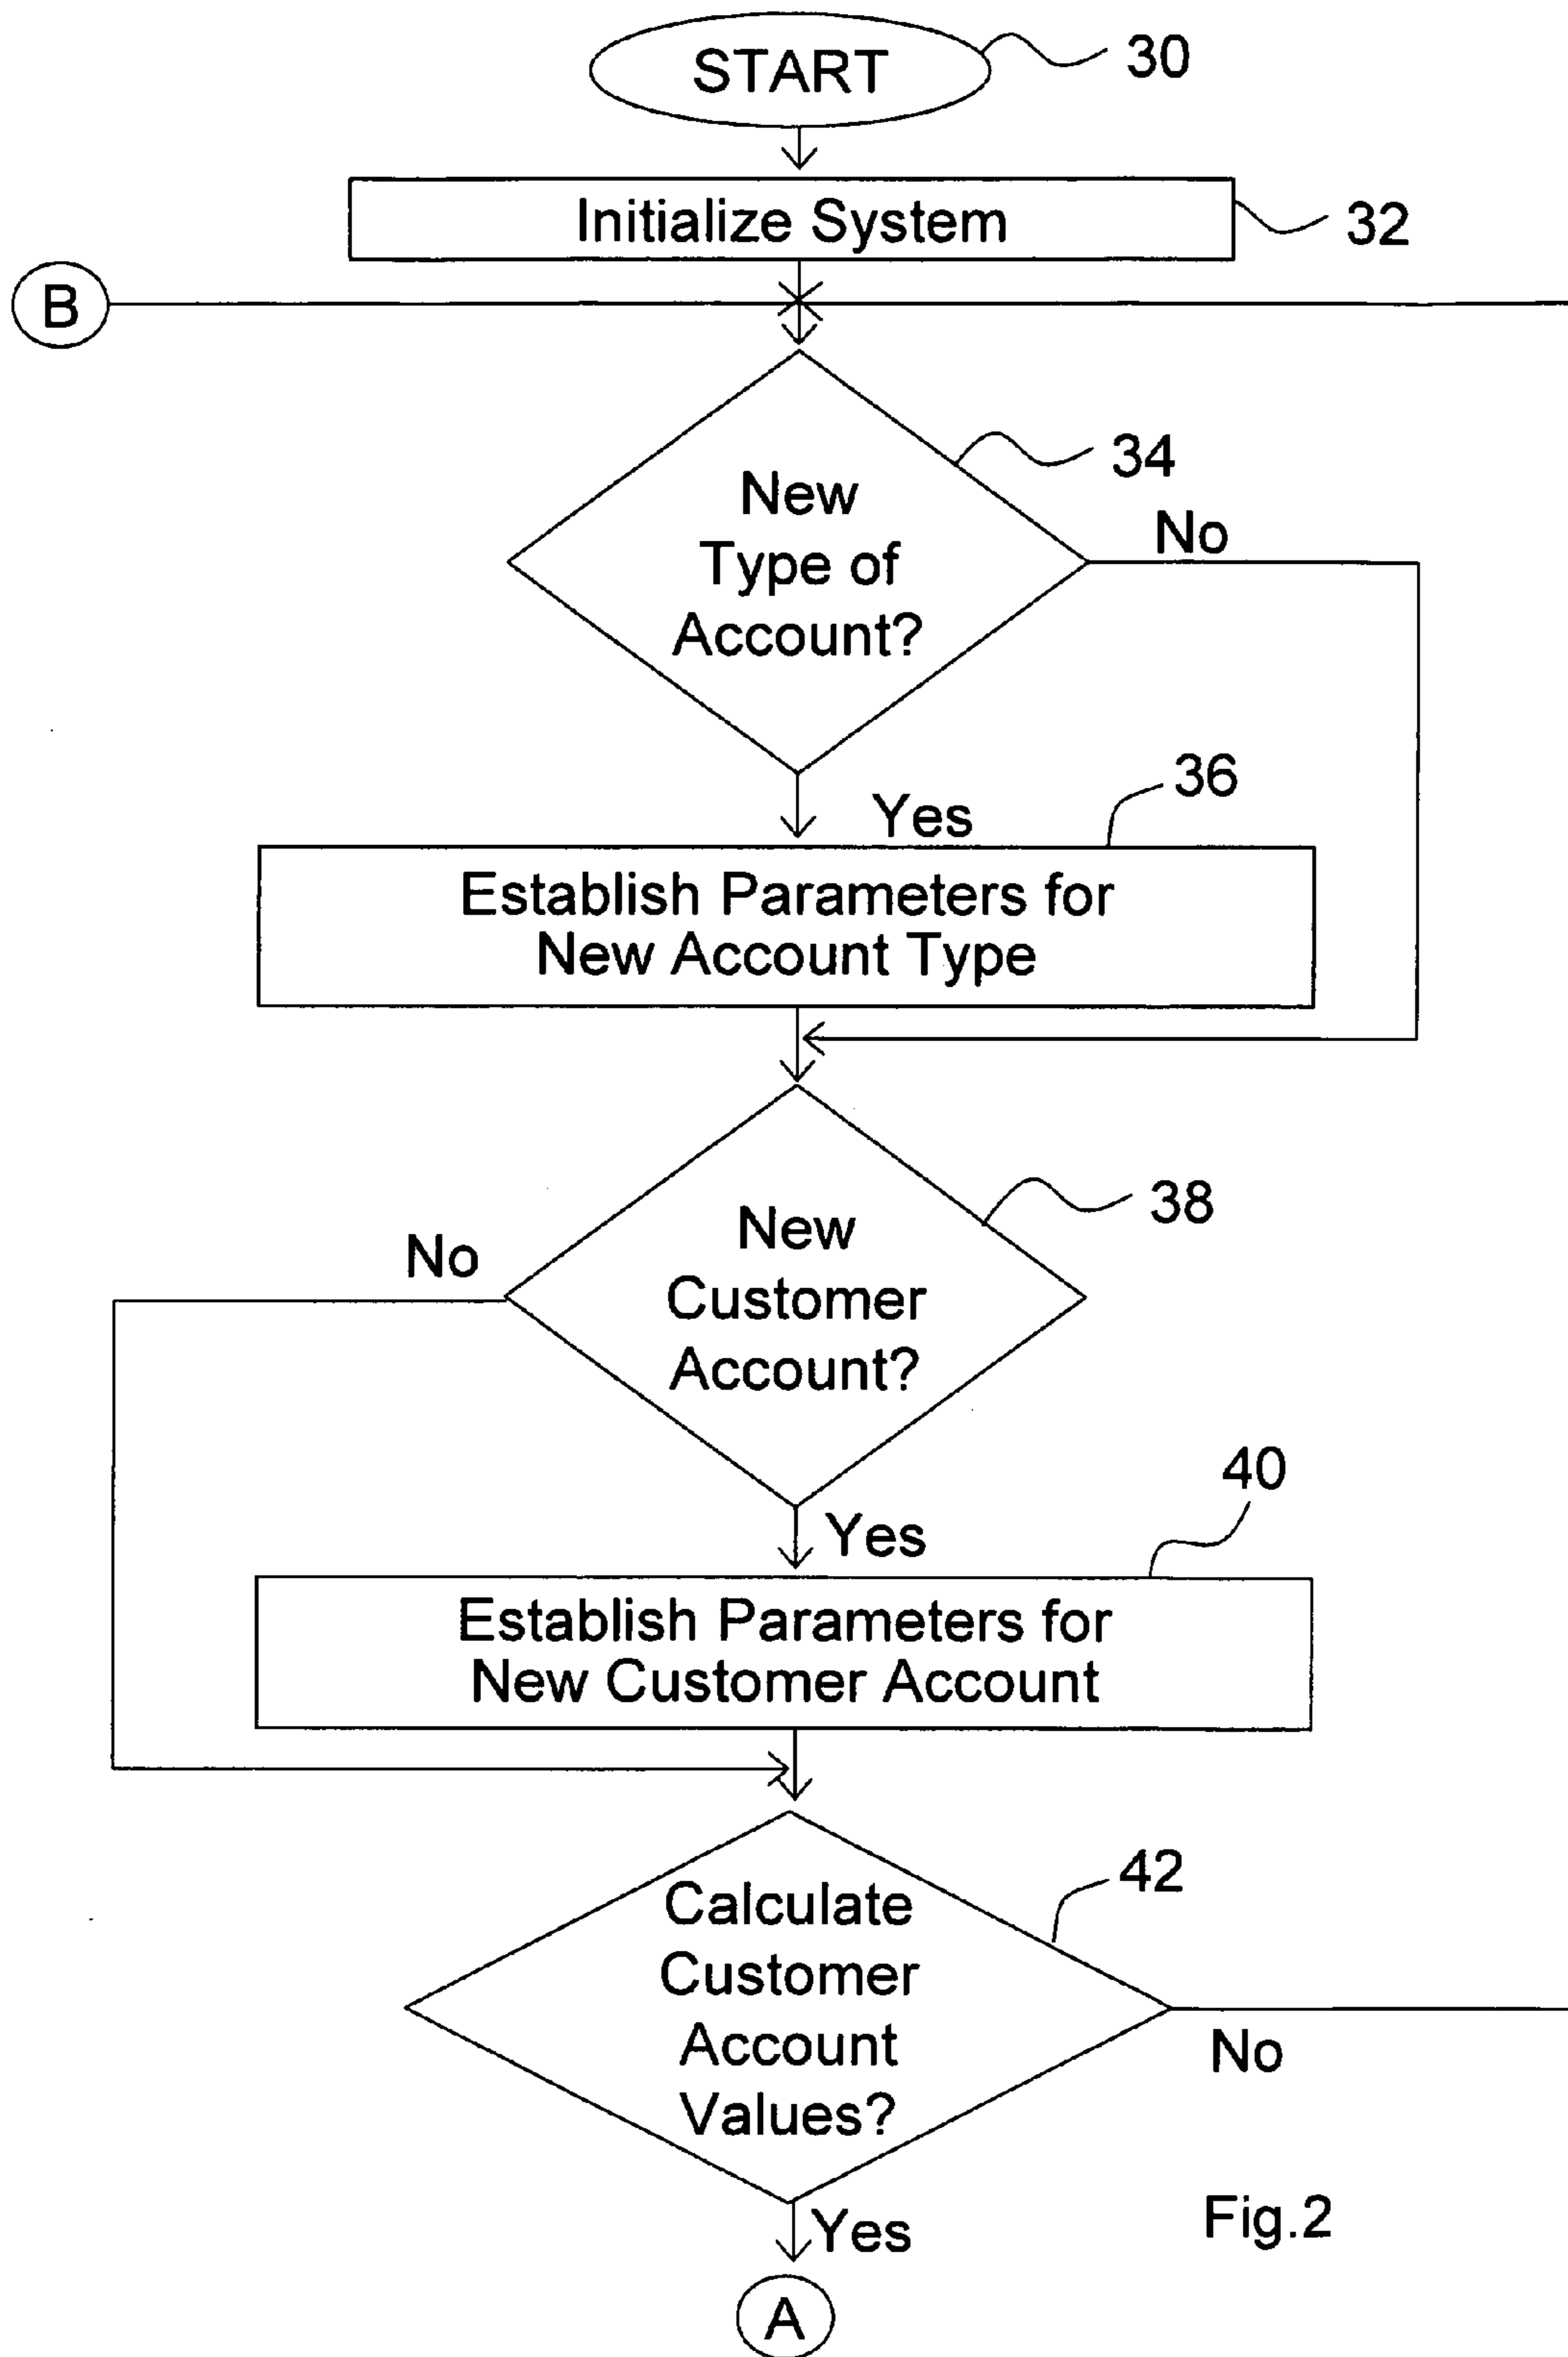 START
30
Initialize System
32
B
34
New
Type of
Account?
No
Yes
36
Establish Parameters for
New Account Type
38
New
Customer
Account?
No
Yes
40
Establish Parameters for
New Customer Account
42
Calculate
Customer
Account
Values?
No
Yes
Fig.2
A